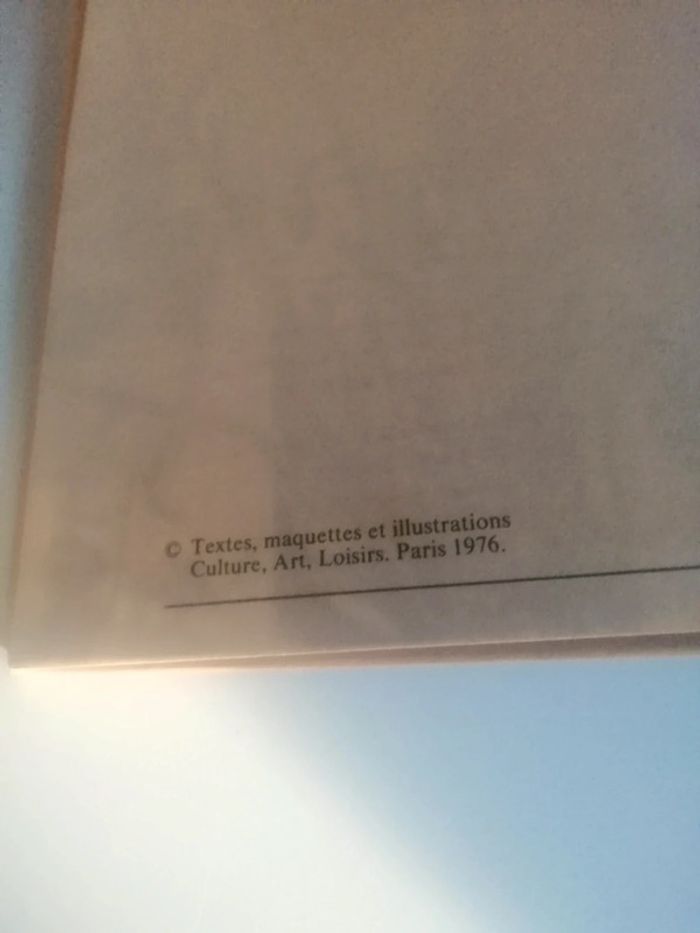 © Textes, maquettes et illustrations
Culture, Art, Loisirs. Paris 1976.